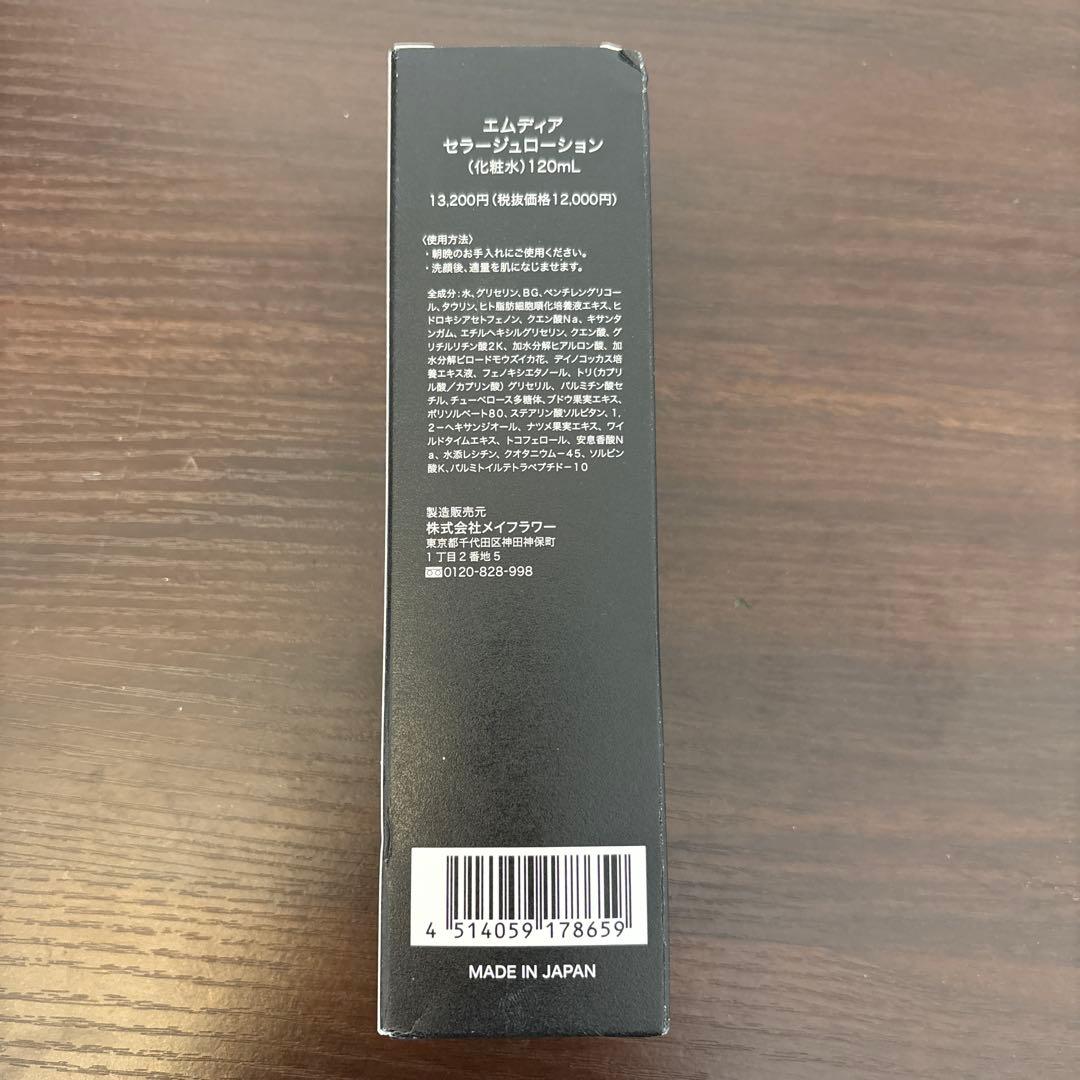 エムディア
セラージュローション
(化粧水)120mL
13,200円(税抜価格12,000円)
〈使用方法〉
・朝晩のお手入れにご使用ください。
・洗顔後、適量を肌になじませます。
全成分:水、グリセリン、BG、ペンチレングリコー
ル、タウリン、ヒト脂肪細胞順化培養液エキス、ヒ
ドロキシアセトフェノン、クエン酸Na、キサンタ
ンガム、エチルヘキシルグリセリン、クエン酸、グ
リチルリチン酸2K、加水分解ヒアルロン酸、加
水分解ビロードモウズイカ花、デイノコッカス培
養エキス液、フェノキシエタノール、トリ(カプリ
ル酸/カプリン酸)グリセリル、パルミチン酸セ
チル、チューベロース多糖体、ブドウ果実エキス、
ポリソルベート80、ステアリン酸ソルビタン、1,
2-ヘキサンジオール、ナツメ果実エキス、ワイ
ルドタイムエキス、トコフェロール、安息香酸N
a、水添レシチン、クオタニウム-45、ソルビン
酸K、パルミトイルテトラペプチド-10
製造販売元
株式会社メイフラワー
東京都千代田区神田神保町
1丁目2番地5
0120-828-998
4 514059 178659
MADE IN JAPAN